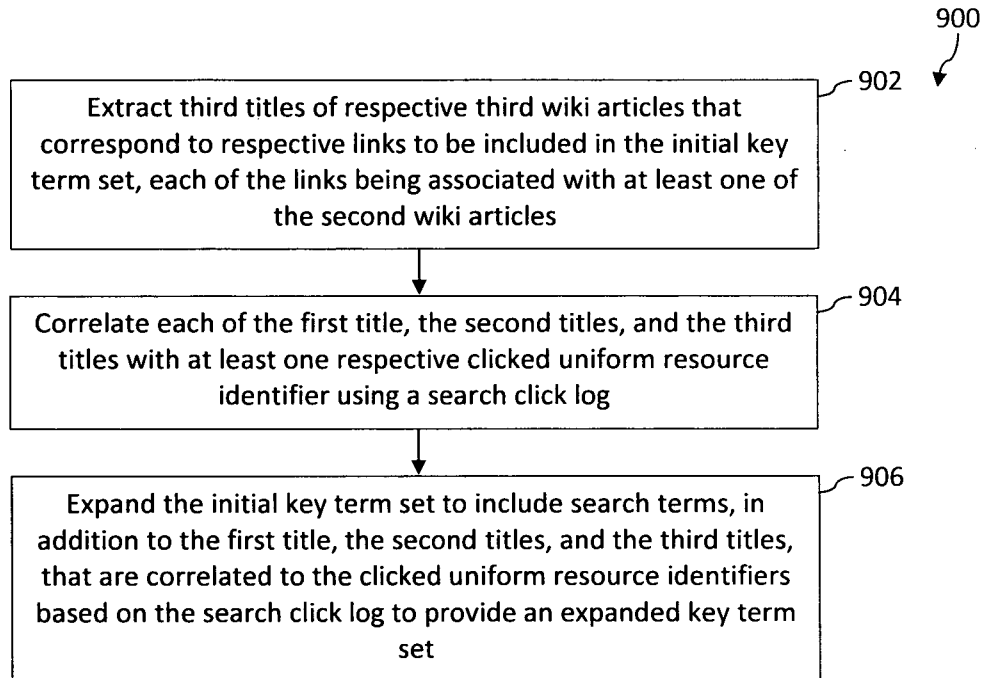 900
902
Extract third titles of respective third wiki articles that
correspond to respective links to be included in the initial key
term set, each of the links being associated with at least one of
the second wiki articles
904
Correlate each of the first title, the second titles, and the third
titles with at least one respective clicked uniform resource
identifier using a search click log
906
Expand the initial key term set to include search terms, in
addition to the first title, the second titles, and the third titles,
that are correlated to the clicked uniform resource identifiers
based on the search click log to provide an expanded key term
set